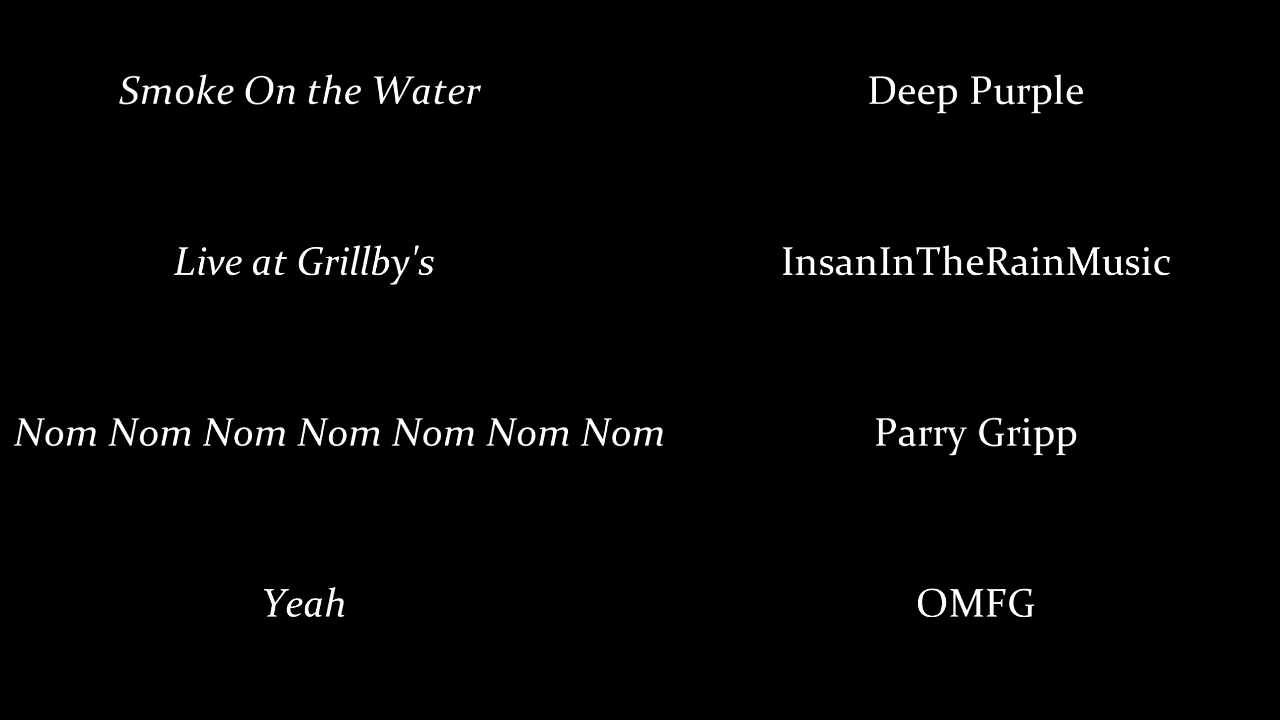 Smoke On the Water Deep Purple
Live at Grillby's InsanInTheRainMusic
Nom Nom Nom Nom Nom Nom Nom Parry Gripp
Yeah OMFG